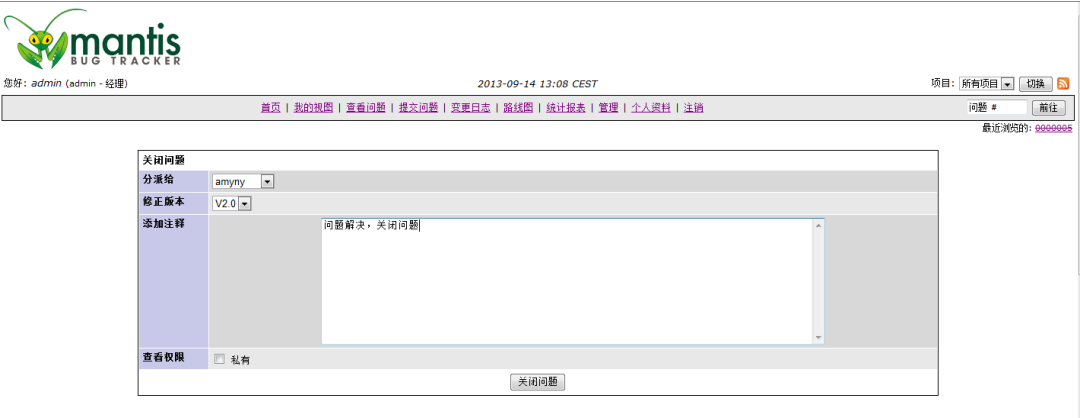 mantis
BUG TRACKER
您好: admin (admin - 经理) 2013-09-14 13:08 CEST 项目: 所有项目 切换
首页 | 我的视图 | 查看问题 | 提交问题 | 变更日志 | 路线图 | 统计报表 | 管理 | 个人资料 | 注销 问题 # 前往
最近浏览的: 0000005
关闭问题
分派给 amyny
修正版本 V2.0
添加注释 问题解决，关闭问题
查看权限 私有
关闭问题